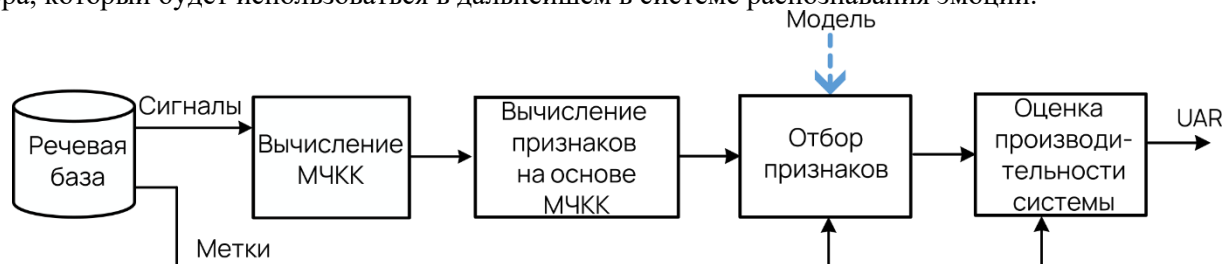 ра, который будет использоваться в дальнейшем в системе распознавания эмоций.
Модель
Сигналы
Речевая
база
Вычисление
МЧКК
Вычисление
признаков
на основе
МЧКК
Отбор
признаков
Оценка
производи-
тельности
системы
UAR
Метки